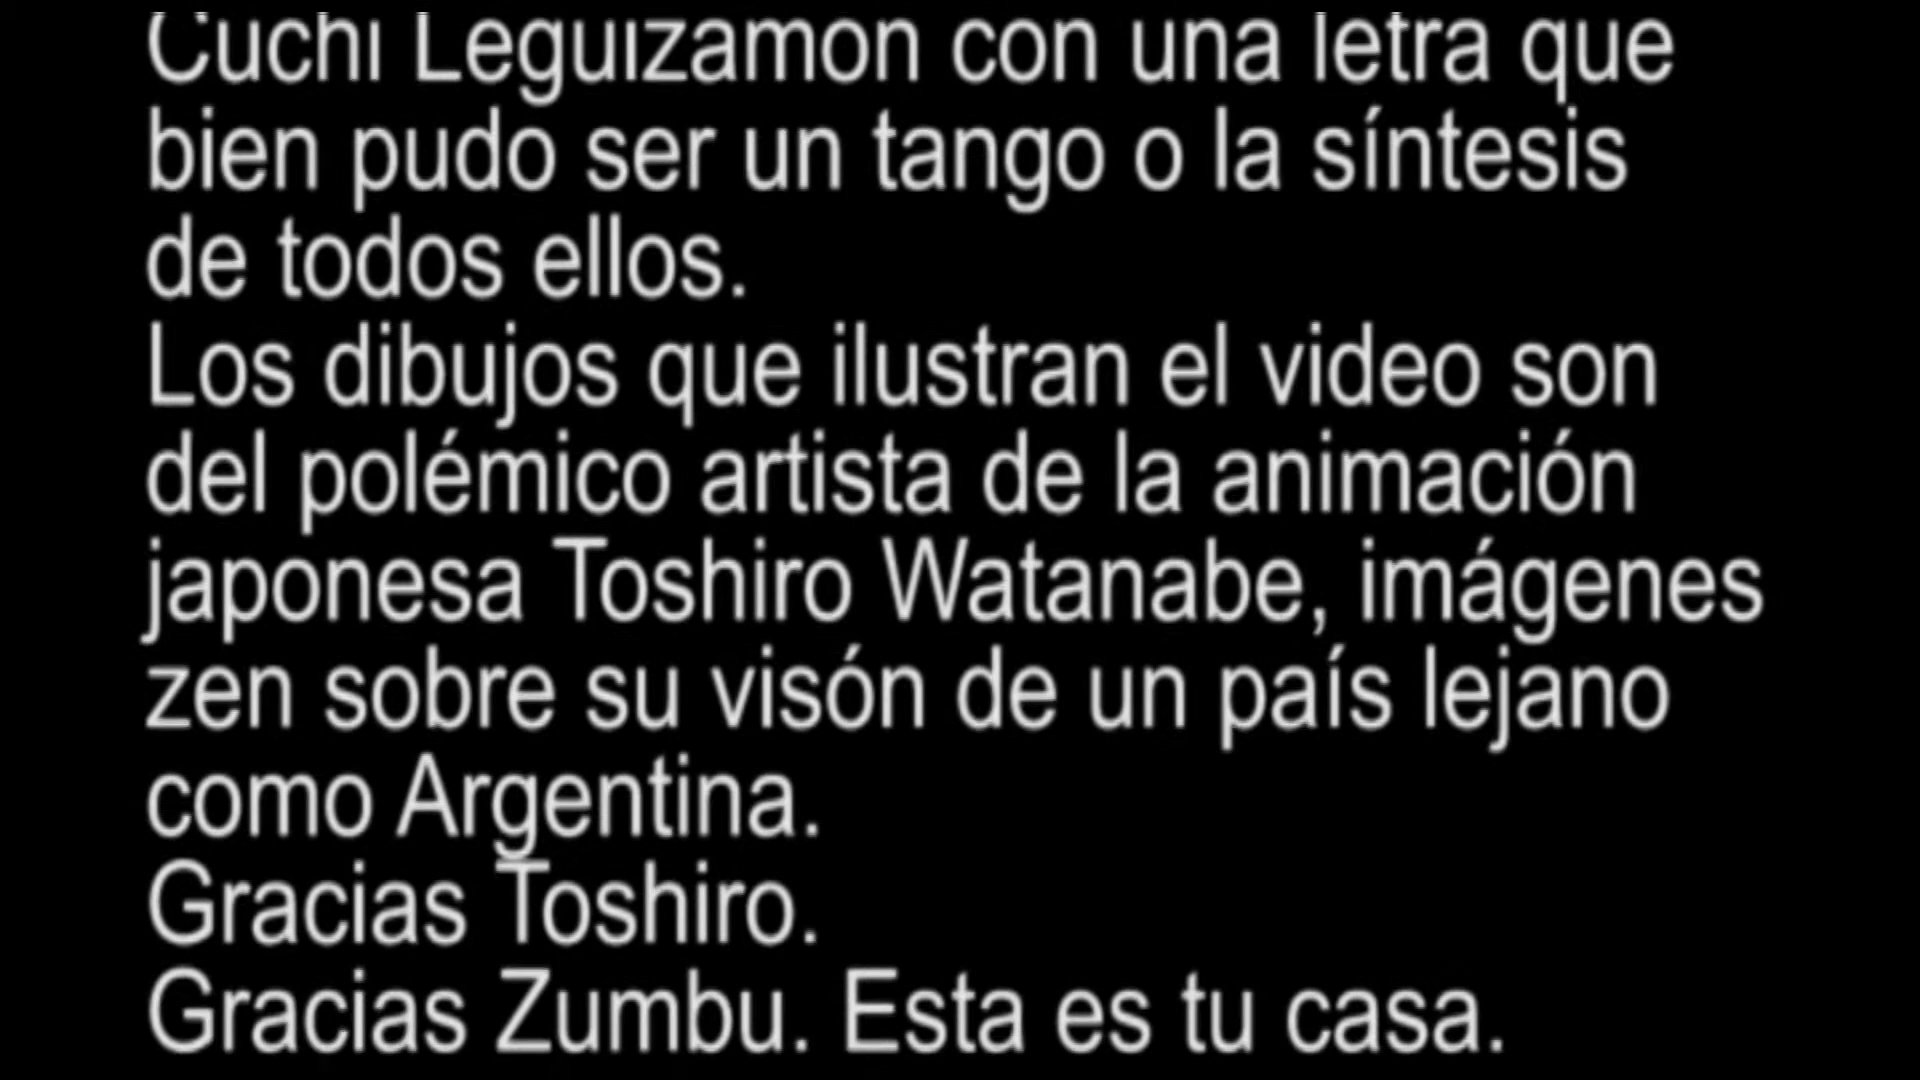 Cuchi Leguizamon con una letra que
bien pudo ser un tango o la síntesis
de todos ellos.
Los dibujos que ilustran el video son
del polémico artista de la animación
japonesa Toshiro Watanabe, imágenes
zen sobre su visón de un país lejano
como Argentina.
Gracias Toshiro.
Gracias Zumbu. Esta es tu casa.